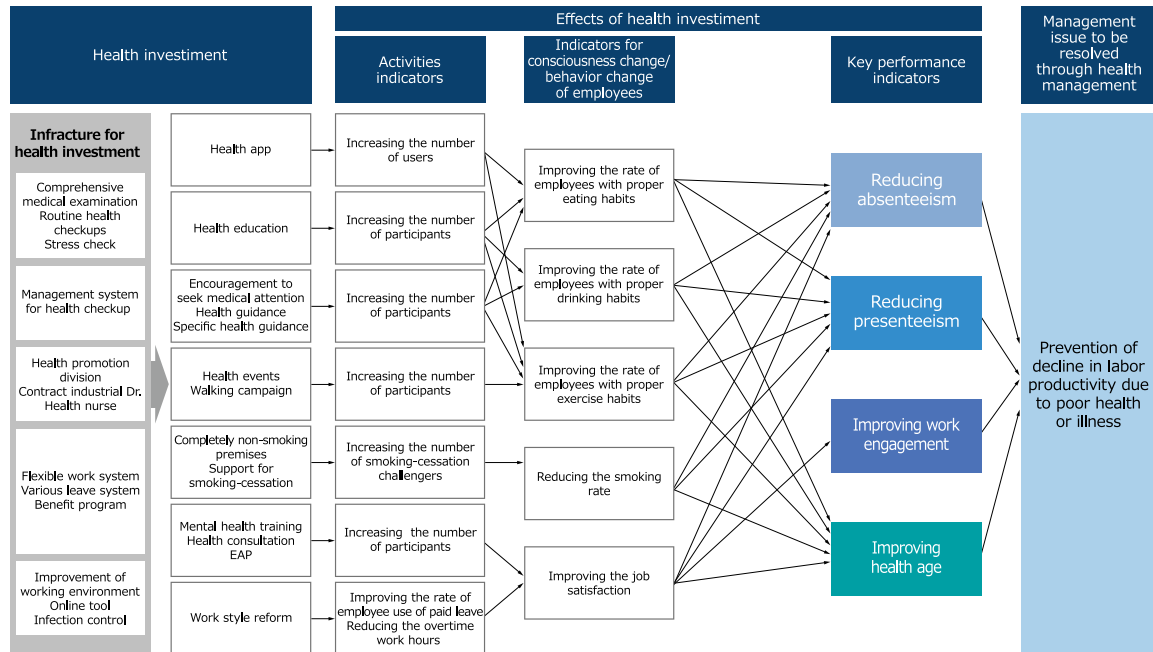 Health investiment
Effects of health investiment
Management
issue to be
resolved
through health
management
Activities
indicators
Indicators for
consciousness change/
behavior change
of employees
Key performance
indicators
Infracture for
health investment
Comprehensive
medical examination
Routine health
checkups
Stress check
Management system
for health checkup
Health promotion
division
Contract industrial Dr.
Health nurse
Flexible work system
Various leave system
Benefit program
Improvement of
working environment
Online tool
Infection control
Health app
Health education
Encouragement to
seek medical attention
Health guidance
Specific health guidance
Health events
Walking campaign
Completely non-smoking
premises
Support for
smoking-cessation
Mental health training
Health consultation
EAP
Work style reform
Increasing the number
of users
Increasing the number
of participants
Increasing the number
of participants
Increasing the number
of participants
Increasing the number
of smoking-cessation
challengers
Increasing the number
of participants
Improving the rate of
employee use of paid leave
Reducing the overtime
work hours
Improving the rate of
employees with proper
eating habits
Improving the rate of
employees with proper
drinking habits
Improving the rate of
employees with proper
exercise habits
Reducing the smoking
rate
Improving the job
satisfaction
Reducing
absenteeism
Reducing
presenteeism
Improving work
engagement
Improving
health age
Prevention of
decline in labor
productivity due
to poor health
or illness